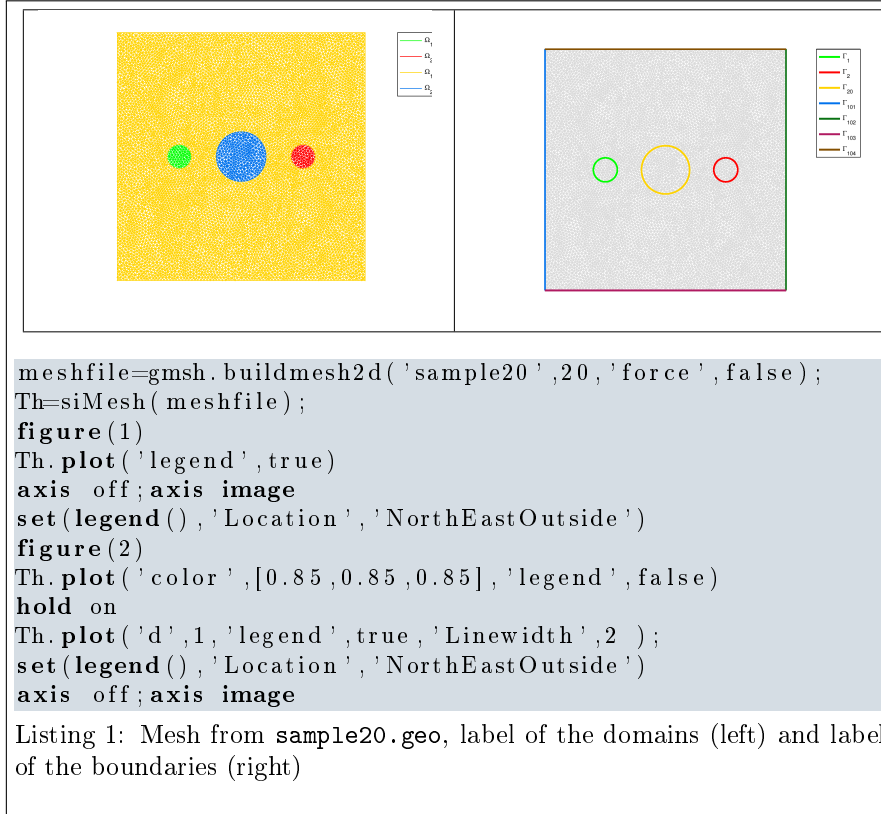 Ω₁
Ω₂
Ω₁
Ω₂
Γ₁
Γ₂
Γ₂₀
Γ₁₀₁
Γ₁₀₂
Γ₁₀₃
Γ₁₀₄
meshfile=gmsh.buildmesh2d('sample20',20,'force',false);
Th=siMesh(meshfile);
figure(1)
Th.plot('legend',true)
axis off;axis image
set(legend(),'Location','NorthEastOutside')
figure(2)
Th.plot('color',[0.85,0.85,0.85],'legend',false)
hold on
Th.plot('d',1,'legend',true,'Linewidth',2 );
set(legend(),'Location','NorthEastOutside')
axis off;axis image
Listing 1: Mesh from sample20.geo, label of the domains (left) and label
of the boundaries (right)